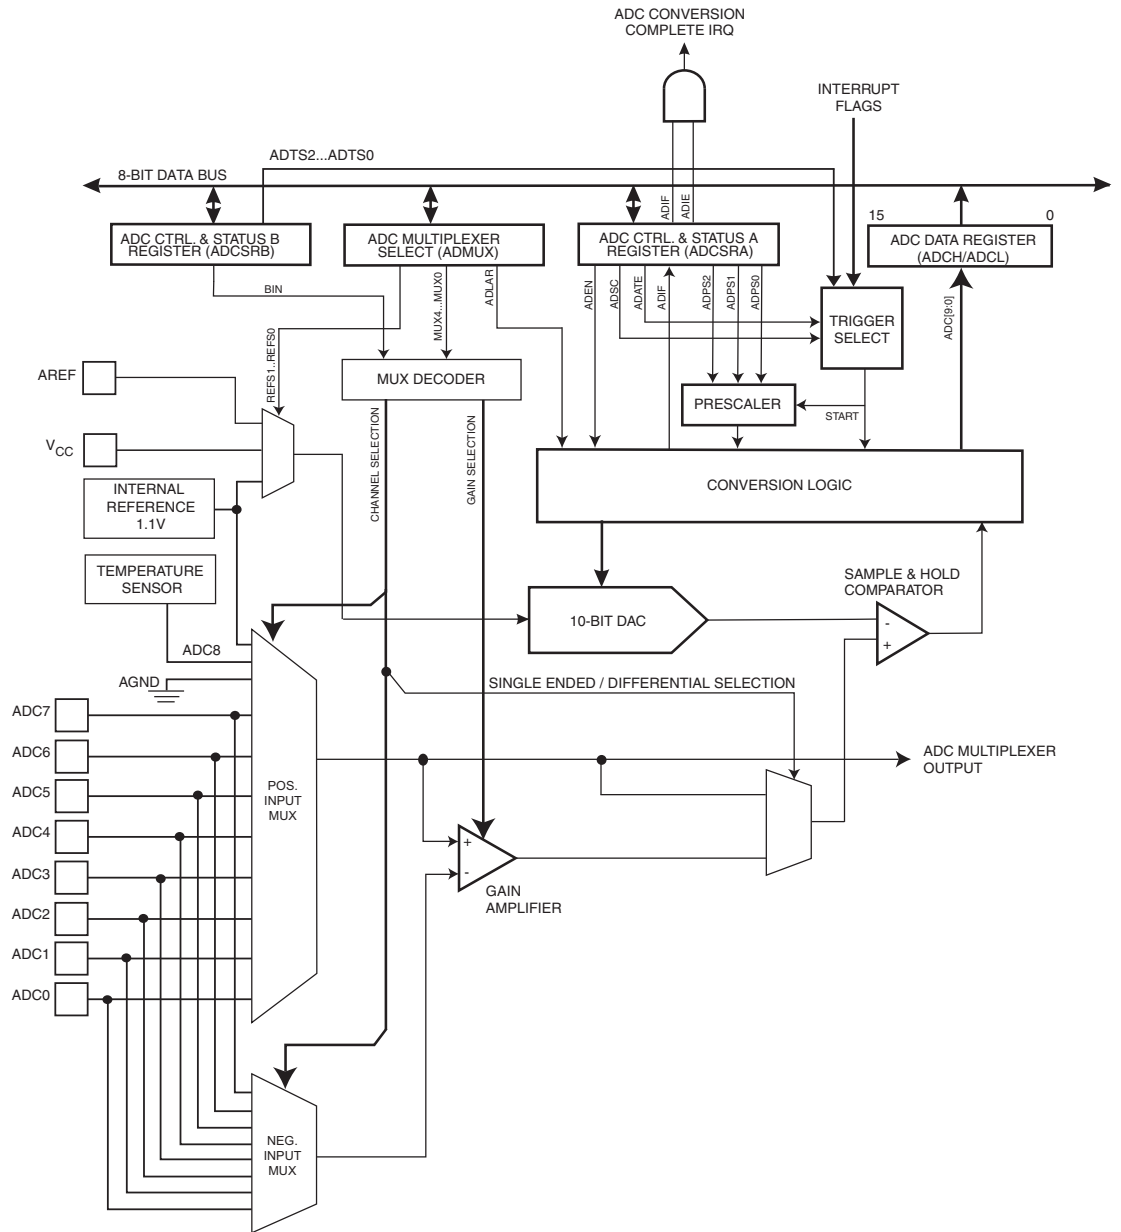 ADC CONVERSION
COMPLETE IRQ
INTERRUPT
FLAGS
ADTS2...ADTS0
8-BIT DATA BUS
ADIF
ADIE
15
0
ADC CTRL. & STATUS B
REGISTER (ADCSRB)
ADC MULTIPLEXER
SELECT (ADMUX)
ADC CTRL. & STATUS A
REGISTER (ADCSRA)
ADC DATA REGISTER
(ADCH/ADCL)
BIN
REFS1..REFS0
MUX4...MUX0
ADLAR
ADEN
ADSC
ADATE
ADIF
ADPS2
ADPS1
ADPS0
TRIGGER
SELECT
ADC[9:0]
AREF
MUX DECODER
PRESCALER
START
VCC
CHANNEL SELECTION
GAIN SELECTION
INTERNAL
REFERENCE
1.1V
CONVERSION LOGIC
TEMPERATURE
SENSOR
SAMPLE & HOLD
COMPARATOR
10-BIT DAC
-
+
ADC8
AGND
SINGLE ENDED / DIFFERENTIAL SELECTION
ADC7
ADC6
ADC5
ADC4
ADC3
ADC2
ADC1
ADC0
POS.
INPUT
MUX
ADC MULTIPLEXER
OUTPUT
+
-
GAIN
AMPLIFIER
NEG.
INPUT
MUX